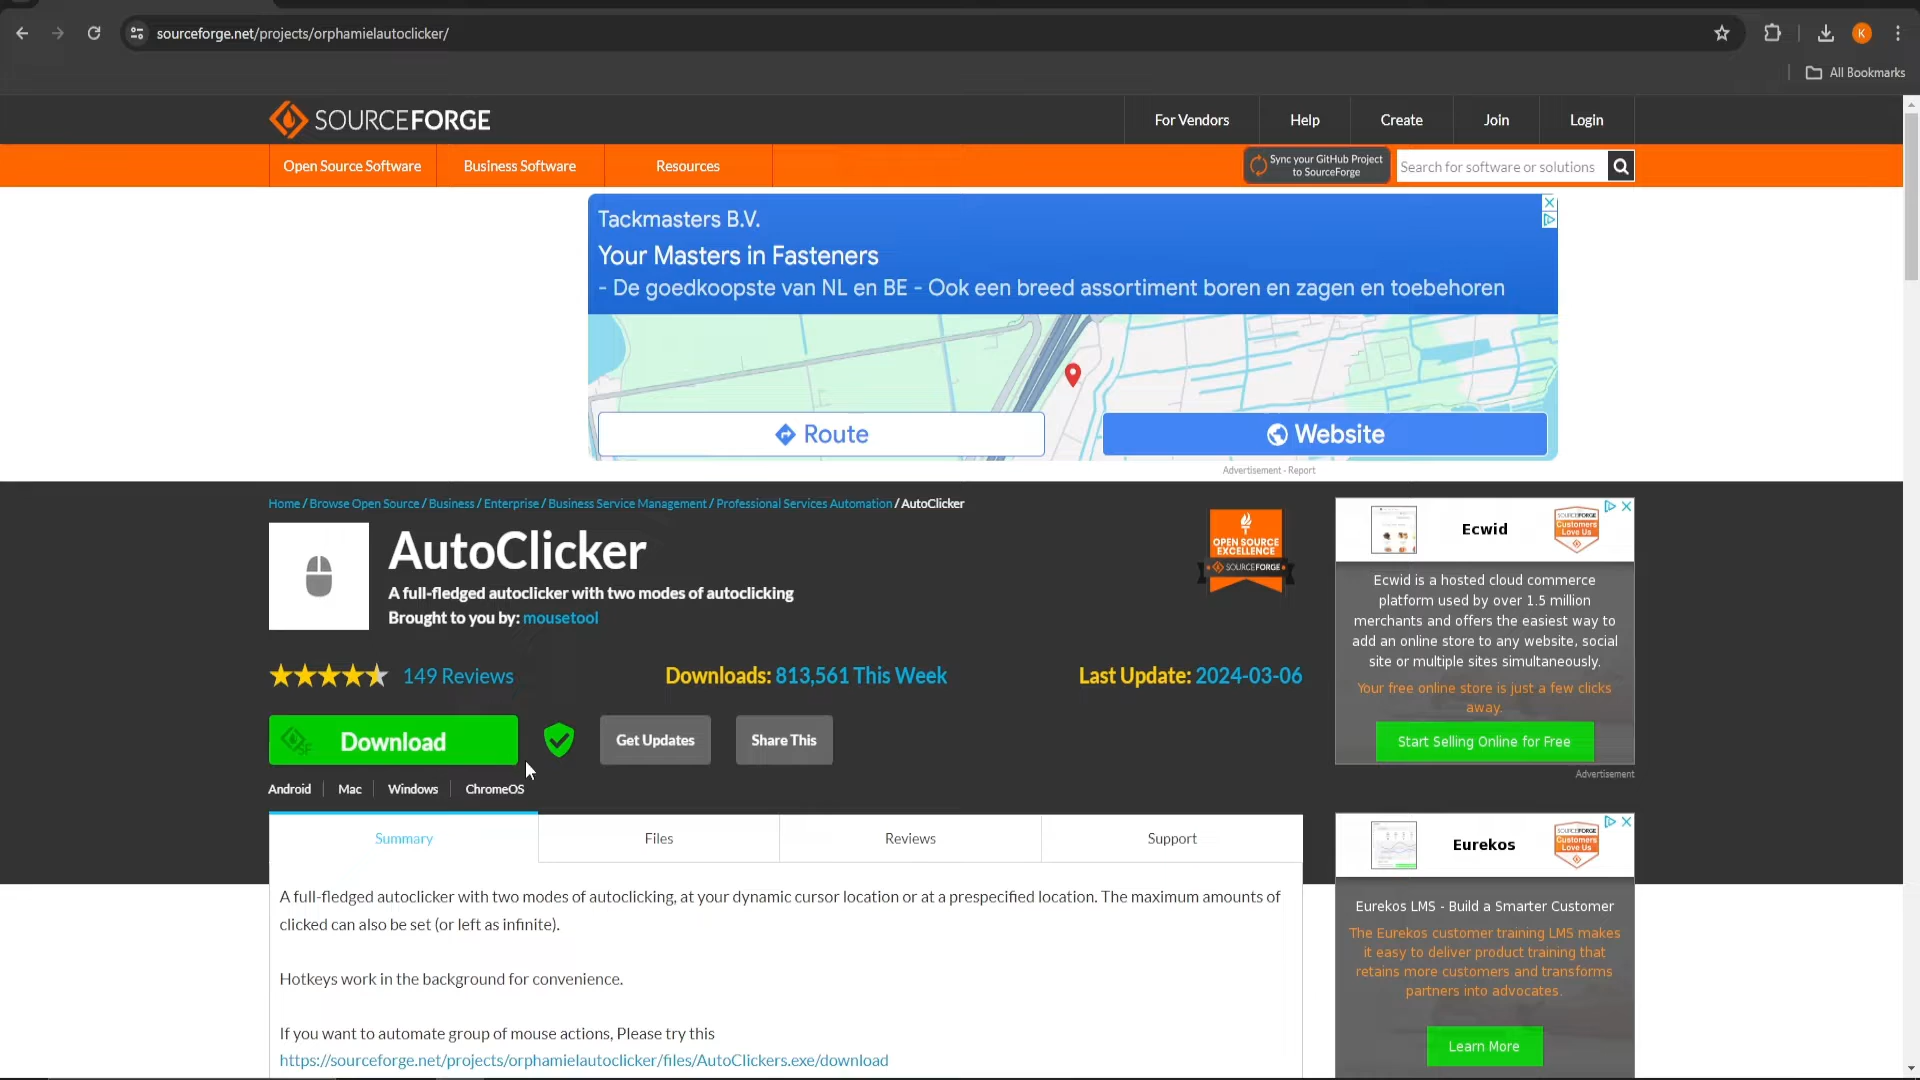 sourceforge.net/projects/orphamielautoclicker/
K
All Bookmarks
SOURCEFORGE
For Vendors
Help
Create
Join
Login
Open Source Software
Business Software
Resources
Sync your GitHub Project
to SourceForge
Search for software or solutions
Tackmasters B.V.
Your Masters in Fasteners
- De goedkoopste van NL en BE - Ook een breed assortiment boren en zagen en toebehoren
Route
Website
Advertisement - Report
Home / Browse Open Source / Business / Enterprise / Business Service Management / Professional Services Automation / AutoClicker
AutoClicker
A full-fledged autoclicker with two modes of autoclicking
Brought to you by: mousetool
OPEN SOURCE
EXCELLENCE
SOURCEFORGE
149 Reviews
Downloads: 813,561 This Week
Last Update: 2024-03-06
Download
Get Updates
Share This
Android
Mac
Windows
ChromeOS
Summary
Files
Reviews
Support
A full-fledged autoclicker with two modes of autoclicking, at your dynamic cursor location or at a prespecified location. The maximum amounts of
clicked can also be set (or left as infinite).
Hotkeys work in the background for convenience.
If you want to automate group of mouse actions, Please try this
https://sourceforge.net/projects/orphamielautoclicker/files/AutoClickers.exe/download
Ecwid
SOURCEFORGE
Customers
Love Us
Ecwid is a hosted cloud commerce
platform used by over 1.5 million
merchants and offers the easiest way to
add an online store to any website, social
site or multiple sites simultaneously.
Your free online store is just a few clicks
away.
Start Selling Online for Free
Advertisement
Eurekos
SOURCEFORGE
Customers
Love Us
Eurekos LMS - Build a Smarter Customer
The Eurekos customer training LMS makes
it easy to deliver product training that
retains more customers and transforms
partners into advocates.
Learn More